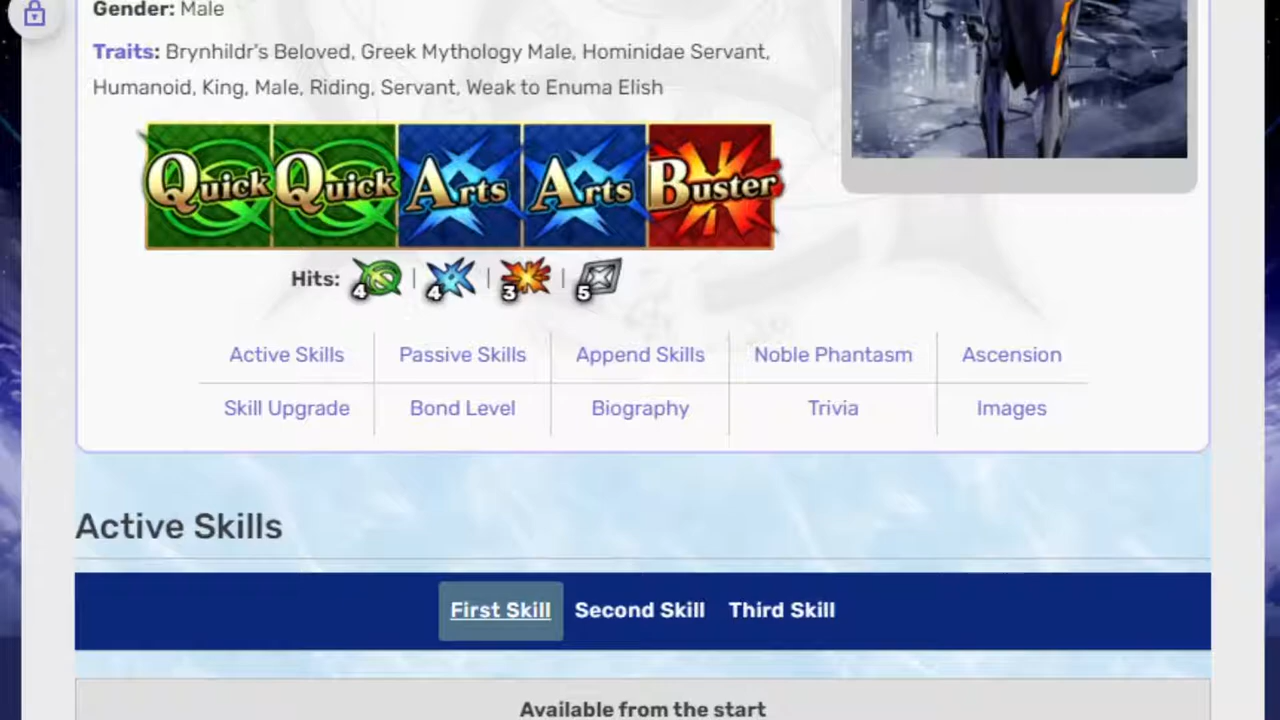 Gender: Male
Traits: Brynhildr's Beloved, Greek Mythology Male, Hominidae Servant,
Humanoid, King, Male, Riding, Servant, Weak to Enuma Elish
Quick Quick Arts Arts Buster
Hits: 4 | 4 | 3 | 5
Active Skills Passive Skills Append Skills Noble Phantasm Ascension
Skill Upgrade Bond Level Biography Trivia Images
Active Skills
First Skill Second Skill Third Skill
Available from the start